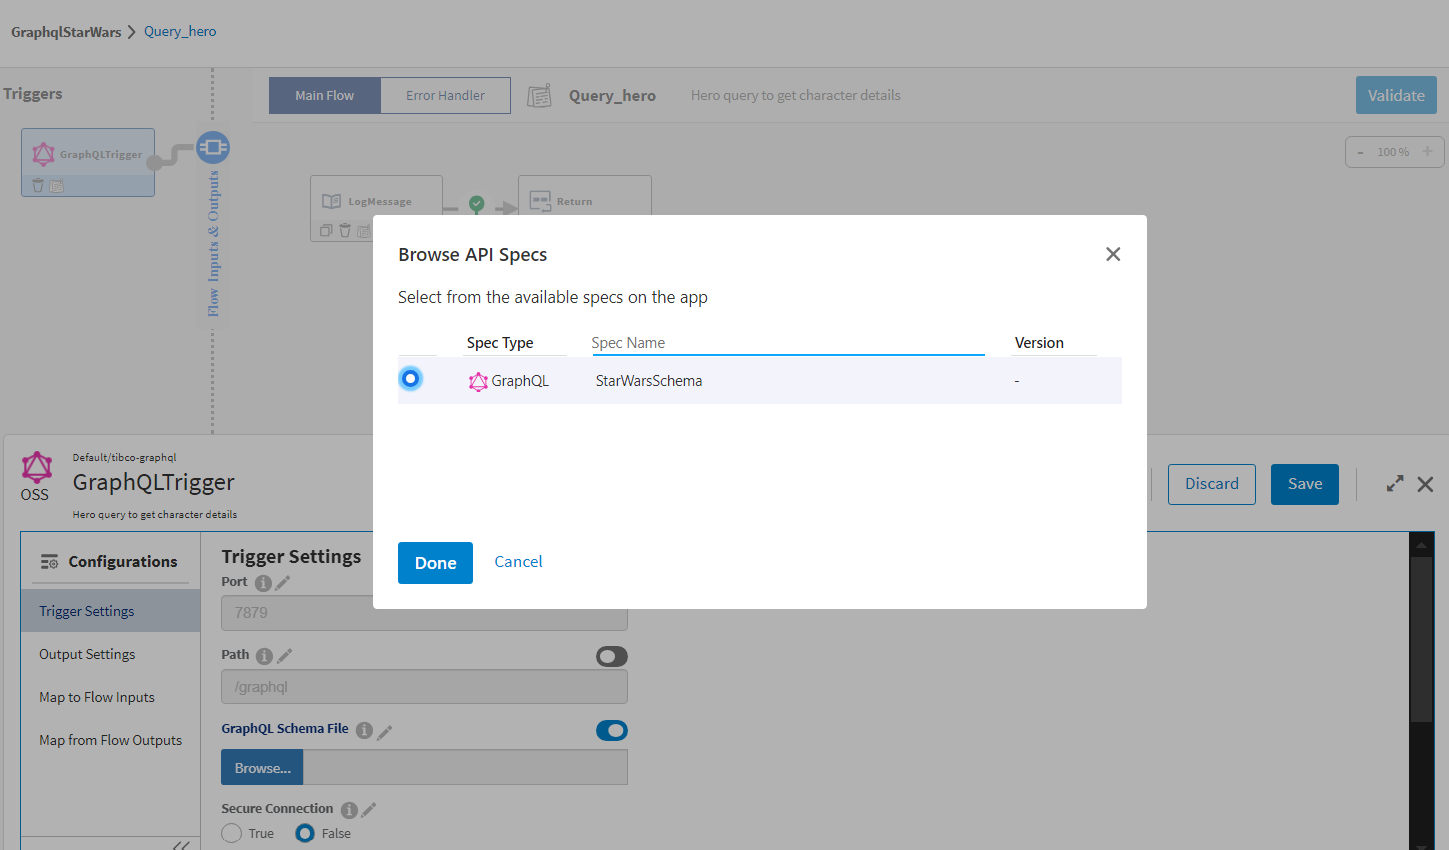 GraphqlStarWars Query_hero
Triggers
Main Flow Error Handler Query_hero Hero query to get character details Validate
GraphQLTrigger
- 100 % +
Flow Inputs & Outputs
LogMessage Return
Browse API Specs
Select from the available specs on the app
Spec Type Spec Name Version
GraphQL StarWarsSchema -
Done Cancel
OSS
Default/tibco-graphql
GraphQLTrigger
Hero query to get character details
Discard Save
Configurations
Trigger Settings
Output Settings
Map to Flow Inputs
Map from Flow Outputs
Trigger Settings
Port
7879
Path
/graphql
GraphQL Schema File
Browse...
Secure Connection
True False